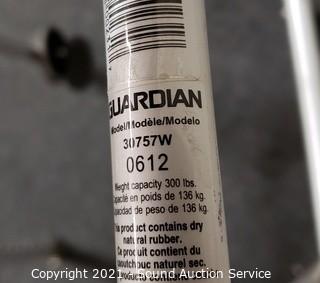 GUARDIAN
Model/Modèle/Modelo
30757W
0612
Weight capacity 300 lbs.
Capacité en poids de 136 kg.
Capacidad de peso de 136 kg.
This product contains dry
natural rubber.
Ce produit contient du
caoutchouc naturel sec.
producto contiene
Copyright 2021 Sound Auction Service